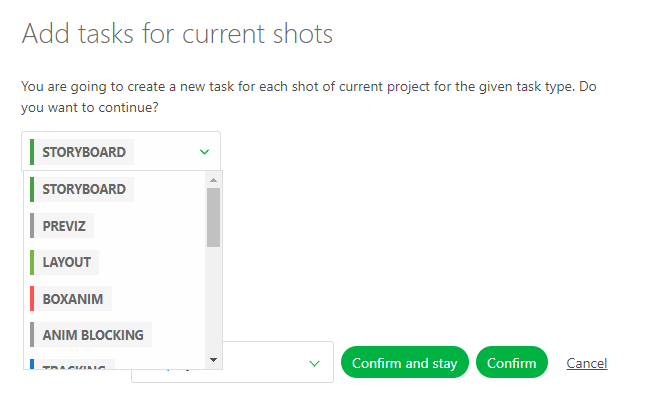 Add tasks for current shots
You are going to create a new task for each shot of current project for the given task type. Do
you want to continue?
STORYBOARD
STORYBOARD
PREVIZ
LAYOUT
BOXANIM
ANIM BLOCKING
TRACKING
Confirm and stay Confirm Cancel